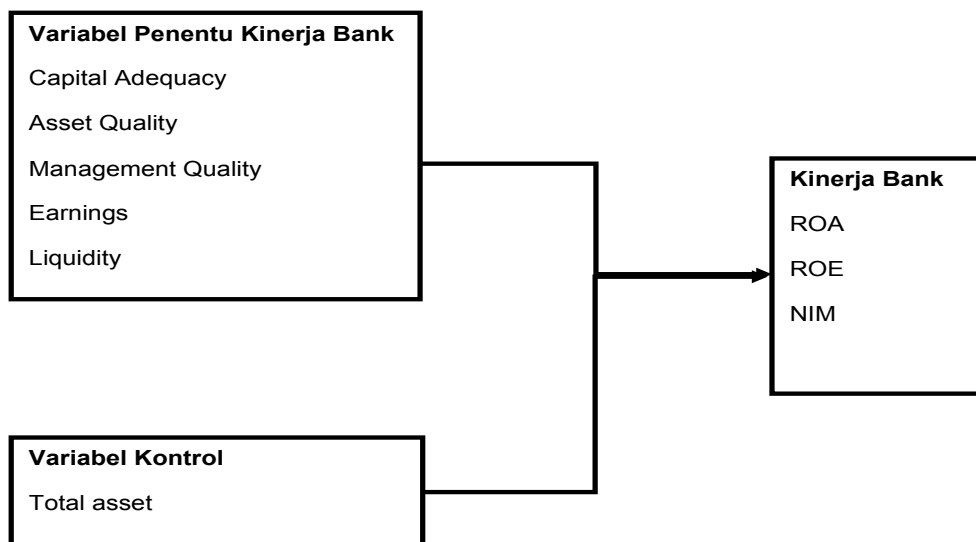 Variabel Penentu Kinerja Bank
Capital Adequacy
Asset Quality
Management Quality
Earnings
Liquidity
Kinerja Bank
ROA
ROE
NIM
Variabel Kontrol
Total asset